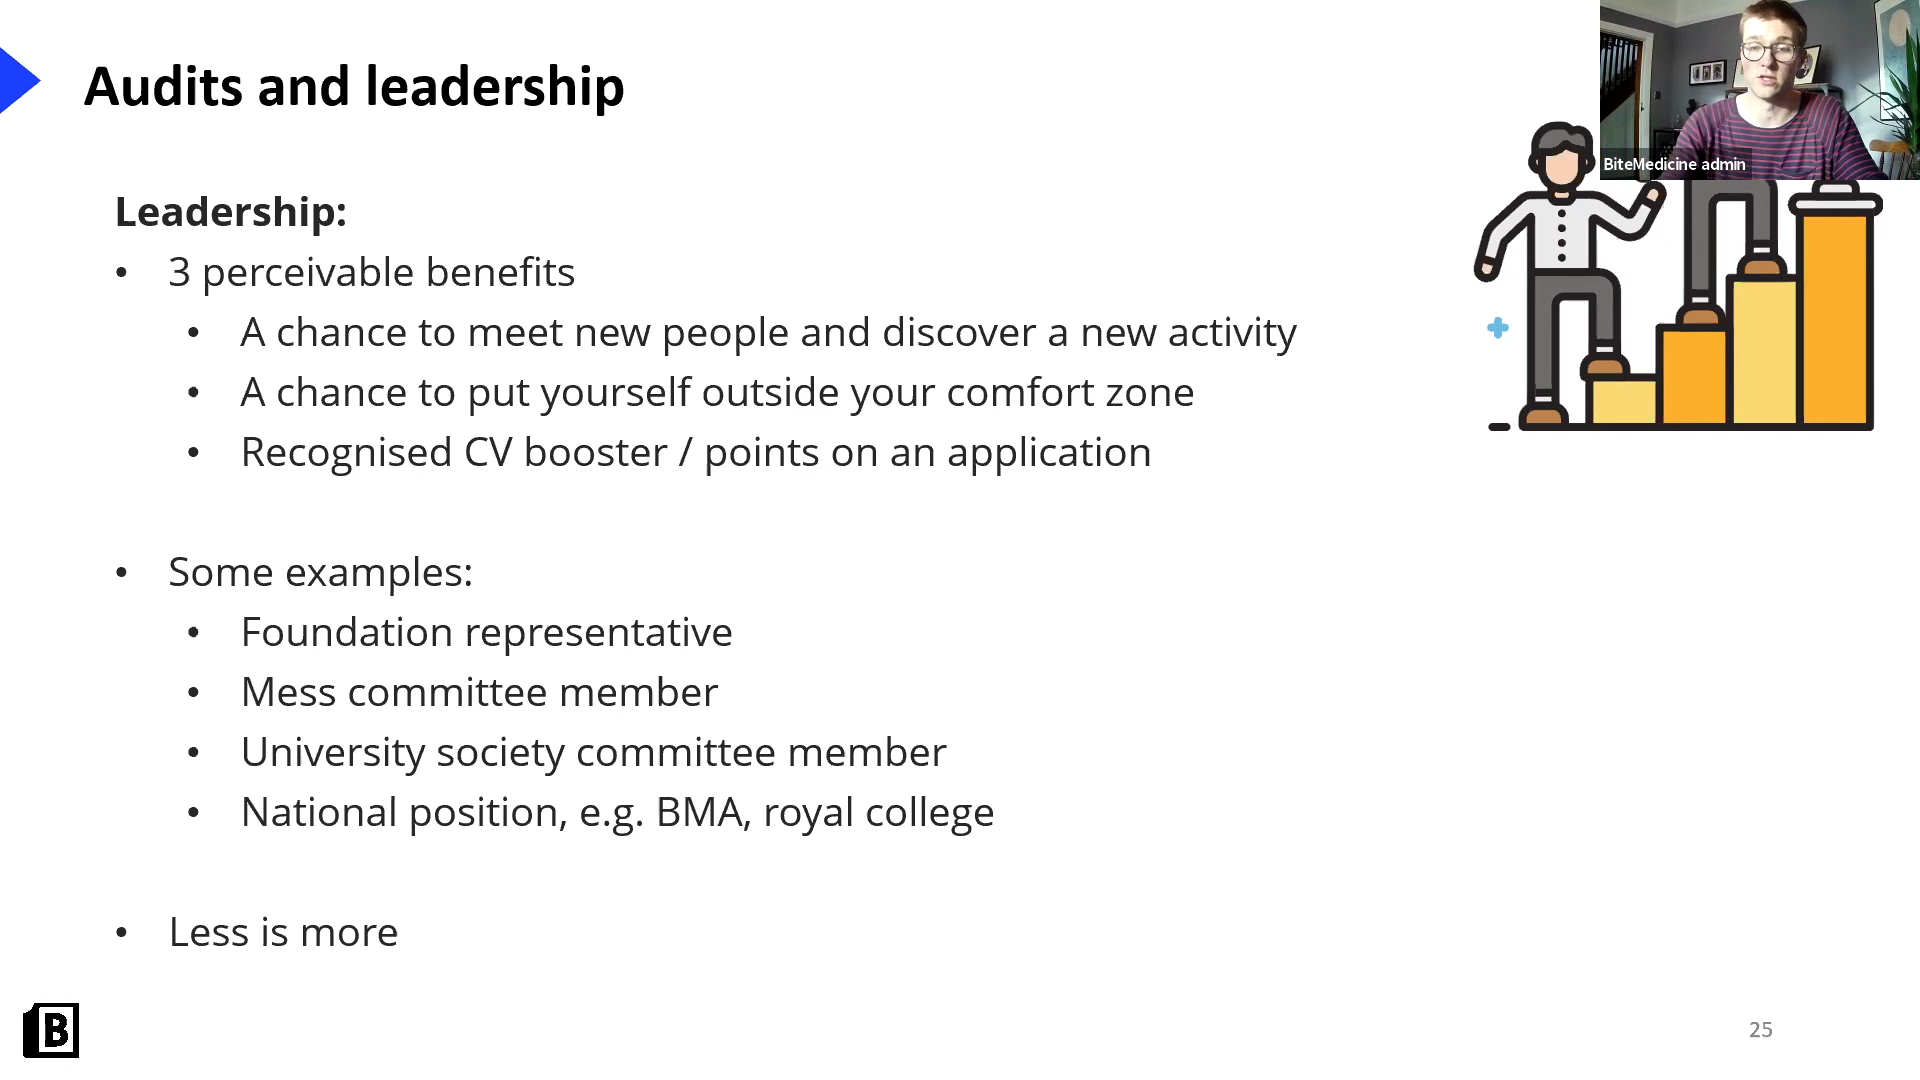 Audits and leadership
BiteMedicine admin
Leadership:
• 3 perceivable benefits
• A chance to meet new people and discover a new activity
• A chance to put yourself outside your comfort zone
• Recognised CV booster / points on an application
• Some examples:
• Foundation representative
• Mess committee member
• University society committee member
• National position, e.g. BMA, royal college
• Less is more
B
25